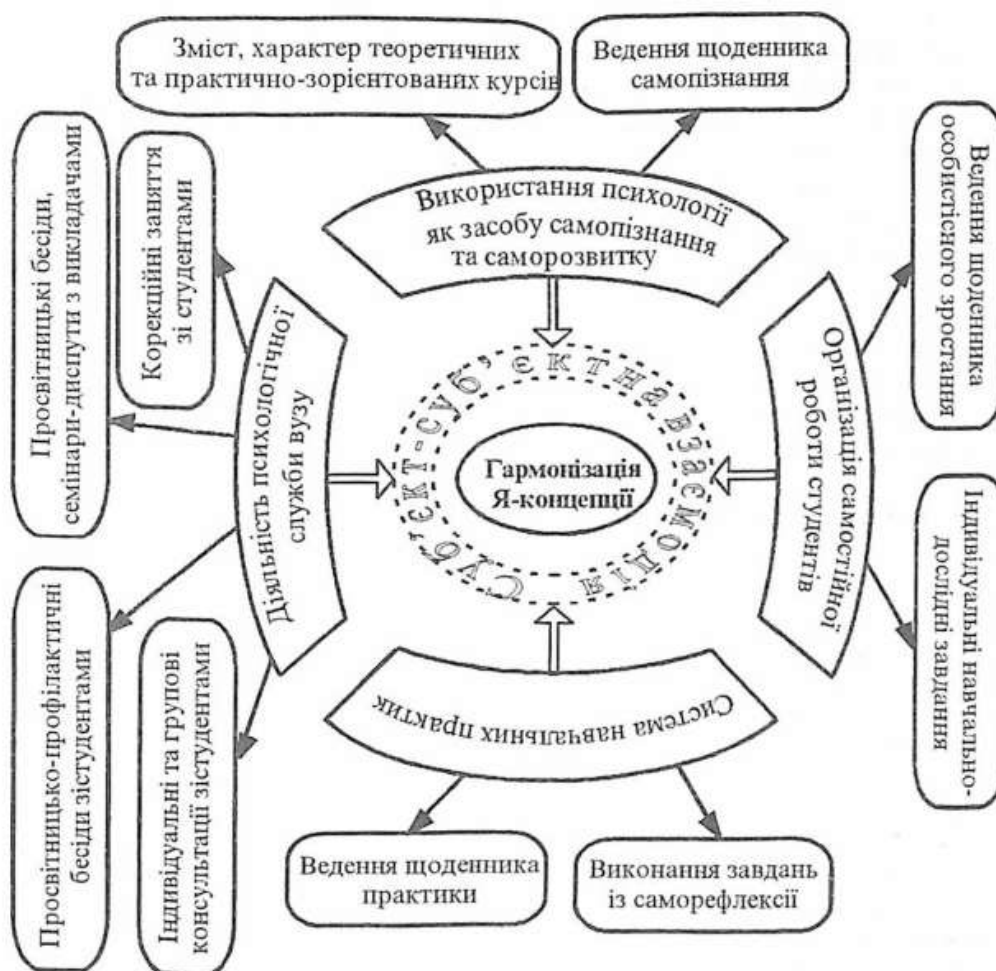 Зміст, характер теоретичних
та практично-зорієнтованих курсів
Ведення щоденника
самопізнання
Просвітницькі бесіди,
семінари-диспути з викладачами
Корекційні заняття
зі студентами
Використання психології
як засобу самопізнання
та саморозвитку
Ведення щоденника
особистісного зростання
Діяльність психологічної
служби вузу
Суб’єкт-суб’єктна взаємодія
Гармонізація
Я-концепції
Організація самостійної
роботи студентів
Просвітницько-профілактичні
бесіди зістудентами
Індивідуальні та групові
консультації зістудентами
Система навчальних практик
Індивідуальні навчально-
дослідні завдання
Ведення щоденника
практики
Виконання завдань
із саморефлексії